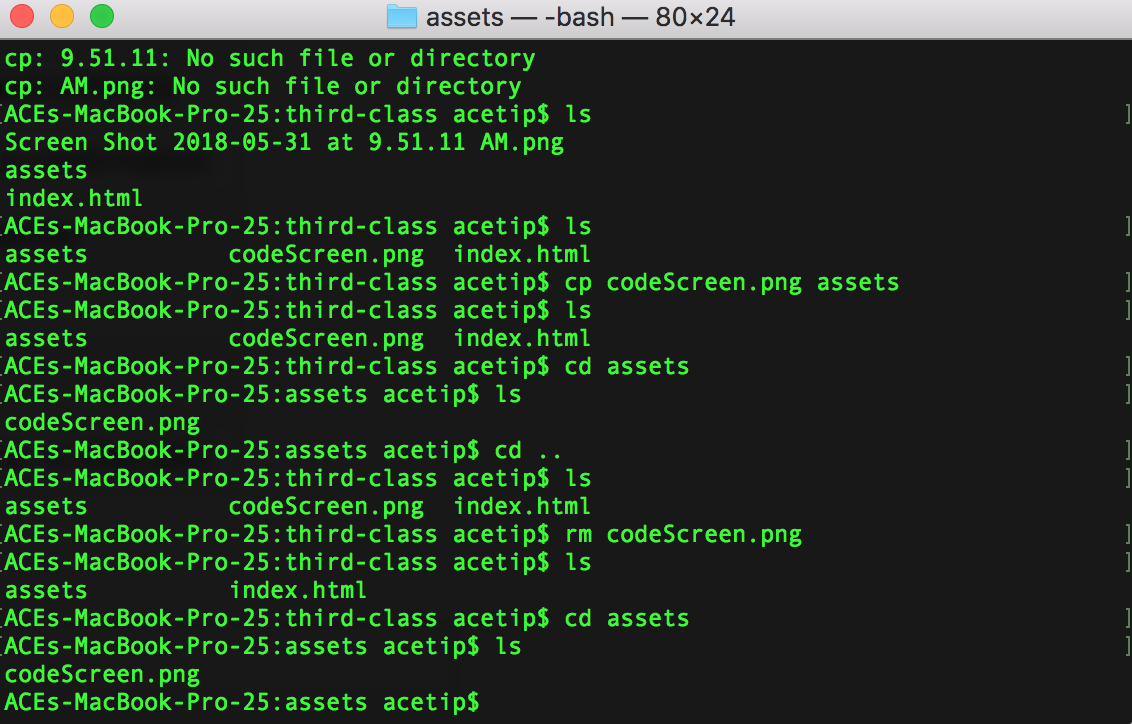 assets — -bash — 80×24
cp: 9.51.11: No such file or directory
cp: AM.png: No such file or directory
[ACEs-MacBook-Pro-25:third-class acetip$ ls ]
Screen Shot 2018-05-31 at 9.51.11 AM.png
assets
index.html
[ACEs-MacBook-Pro-25:third-class acetip$ ls ]
assets codeScreen.png index.html
[ACEs-MacBook-Pro-25:third-class acetip$ cp codeScreen.png assets ]
[ACEs-MacBook-Pro-25:third-class acetip$ ls ]
assets codeScreen.png index.html
[ACEs-MacBook-Pro-25:third-class acetip$ cd assets ]
[ACEs-MacBook-Pro-25:assets acetip$ ls ]
codeScreen.png
[ACEs-MacBook-Pro-25:assets acetip$ cd .. ]
[ACEs-MacBook-Pro-25:third-class acetip$ ls ]
assets codeScreen.png index.html
[ACEs-MacBook-Pro-25:third-class acetip$ rm codeScreen.png ]
[ACEs-MacBook-Pro-25:third-class acetip$ ls ]
assets index.html
[ACEs-MacBook-Pro-25:third-class acetip$ cd assets ]
[ACEs-MacBook-Pro-25:assets acetip$ ls ]
codeScreen.png
ACEs-MacBook-Pro-25:assets acetip$